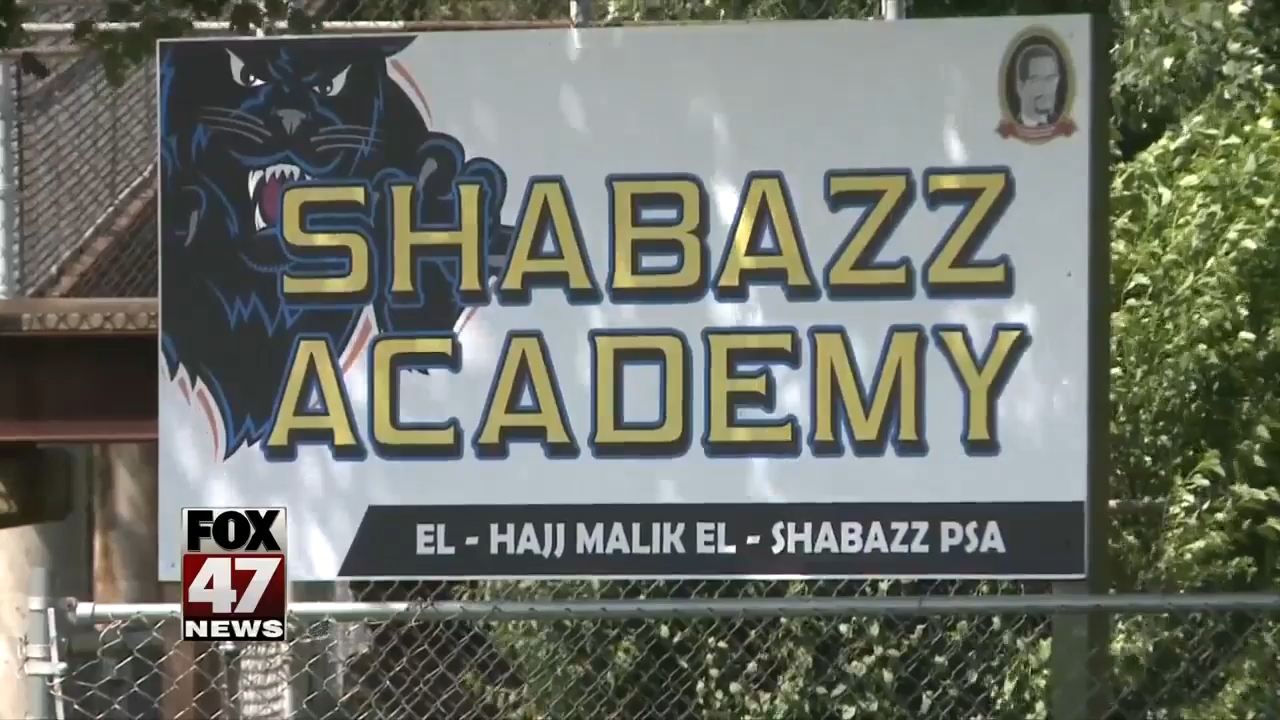 SHABAZZ
ACADEMY
EL - HAJJ MALIK EL - SHABAZZ PSA
FOX
47
NEWS